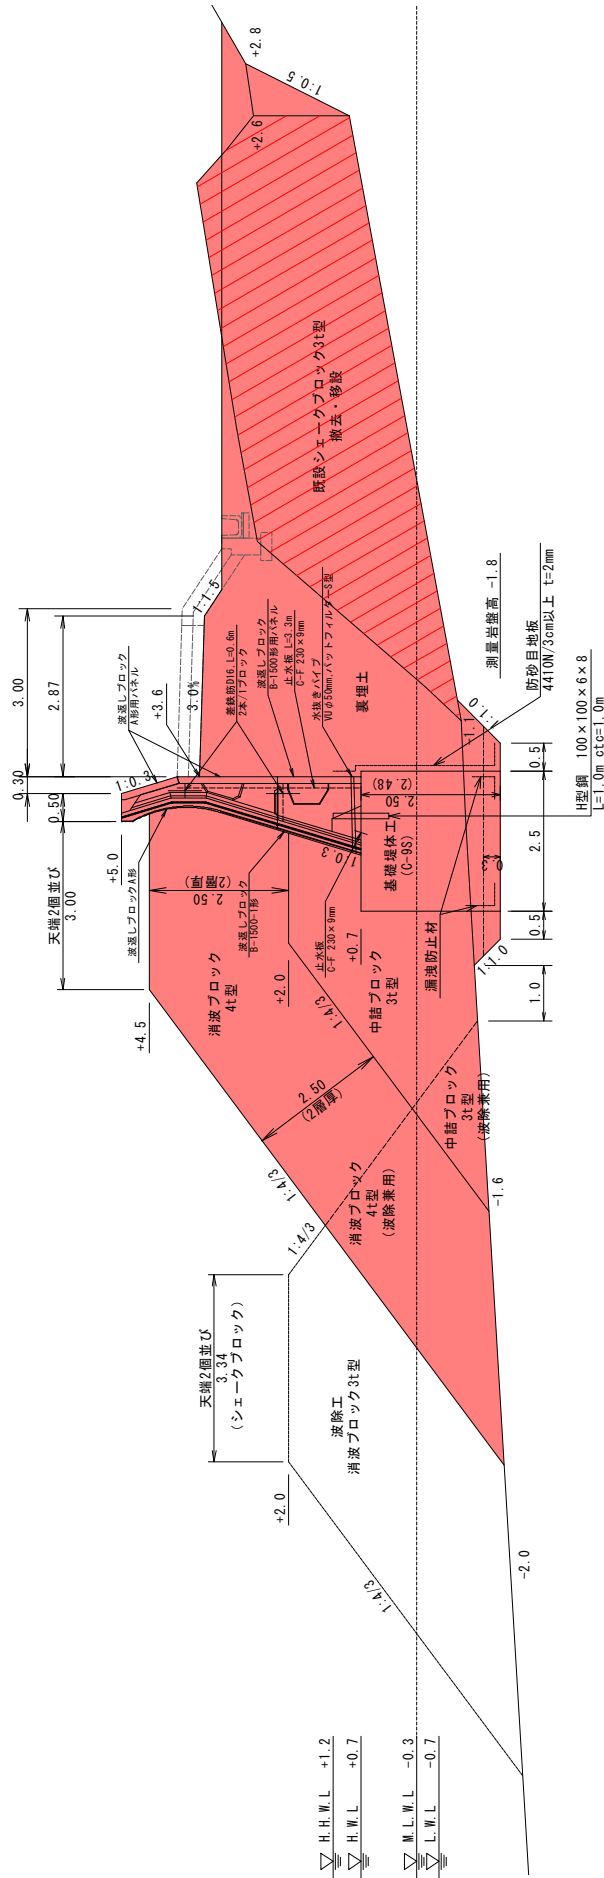 H.H.W.L +1.2
H.W.L +0.7
M.L.W.L -0.3
L.W.L -0.7
1:4/3
-2.0
+2.0
天端2個並び
3.34
(シェークブロック)
波除工
消波ブロック3t型
1:4/3
1:4/3
消波ブロック
4t型
(波除兼用)
2.50
(2層厚)
-1.6
中詰ブロック
3t型
(波除兼用)
+4.5
天端2個並び
3.00
0.50
0.30
3.00
2.87
+5.0
消波ブロック
4t型
2.50
(2層厚)
+2.0
1:4/3
中詰ブロック
3t型
+0.7
波返しブロックA形
波返しブロック
B-1500-1形
止水板
C-F 230×9mm
1:0.3
1:0.3
波返しブロック
A形用パネル
+3.6
3.0%
1:1.5
差鉄筋D16,L=0.6m
2本/1ブロック
波返しブロック
B-1500形用パネル
止水板 L=3.3m
C-F 230×9mm
水抜きパイプ
VUφ50mm,パットフィルターS型
裏埋土
基礎堤体工
(C-9S)
2.50
(2.48)
0.3
漏洩防止材
1:1.0
1.0
0.5
2.5
0.5
-1.1
1:1.0
測量岩盤高 -1.8
防砂目地板
4410N/3cm以上 t=2mm
H型鋼 100×100×6×8
L=1.0m ctc=1.0m
既設シェークブロック3t型
撤去・移設
+2.6
+2.8
1:0.5